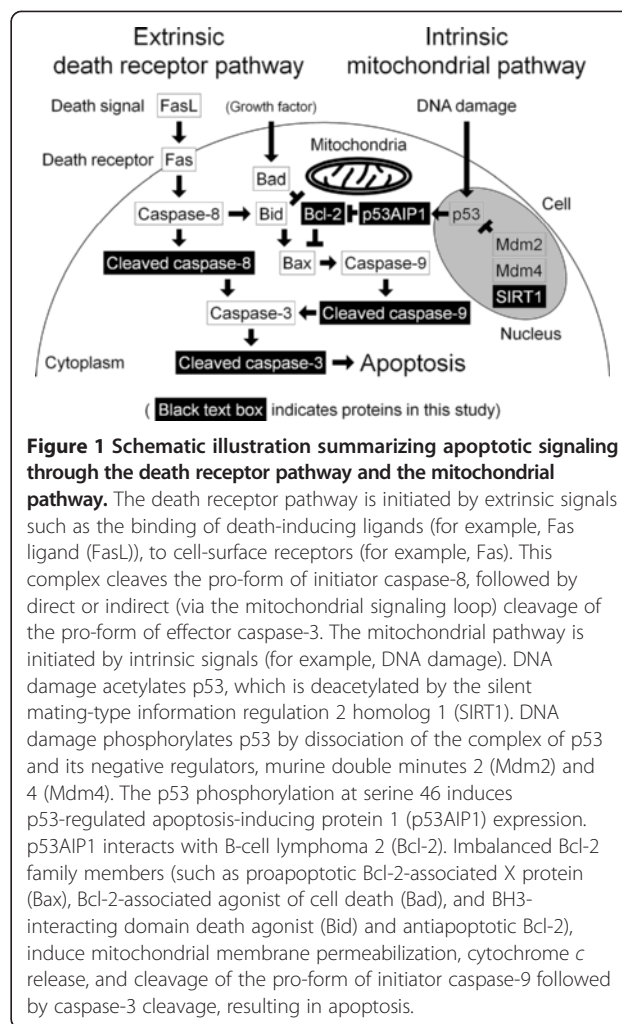 Extrinsic
death receptor pathway
Intrinsic
mitochondrial pathway
Death signal FasL (Growth factor) DNA damage
Mitochondria
Death receptor Fas
Bad
Cell
Caspase-8 Bid Bcl-2 p53AIP1 p53
Mdm2
Cleaved caspase-8 Bax Caspase-9
Mdm4
SIRT1
Caspase-3 Cleaved caspase-9
Nucleus
Cytoplasm Cleaved caspase-3 Apoptosis
( Black text box indicates proteins in this study)
Figure 1 Schematic illustration summarizing apoptotic signaling
through the death receptor pathway and the mitochondrial
pathway. The death receptor pathway is initiated by extrinsic signals
such as the binding of death-inducing ligands (for example, Fas
ligand (FasL)), to cell-surface receptors (for example, Fas). This
complex cleaves the pro-form of initiator caspase-8, followed by
direct or indirect (via the mitochondrial signaling loop) cleavage of
the pro-form of effector caspase-3. The mitochondrial pathway is
initiated by intrinsic signals (for example, DNA damage). DNA
damage acetylates p53, which is deacetylated by the silent
mating-type information regulation 2 homolog 1 (SIRT1). DNA
damage phosphorylates p53 by dissociation of the complex of p53
and its negative regulators, murine double minutes 2 (Mdm2) and
4 (Mdm4). The p53 phosphorylation at serine 46 induces
p53-regulated apoptosis-inducing protein 1 (p53AIP1) expression.
p53AIP1 interacts with B-cell lymphoma 2 (Bcl-2). Imbalanced Bcl-2
family members (such as proapoptotic Bcl-2-associated X protein
(Bax), Bcl-2-associated agonist of cell death (Bad), and BH3-
interacting domain death agonist (Bid) and antiapoptotic Bcl-2),
induce mitochondrial membrane permeabilization, cytochrome c
release, and cleavage of the pro-form of initiator caspase-9 followed
by caspase-3 cleavage, resulting in apoptosis.